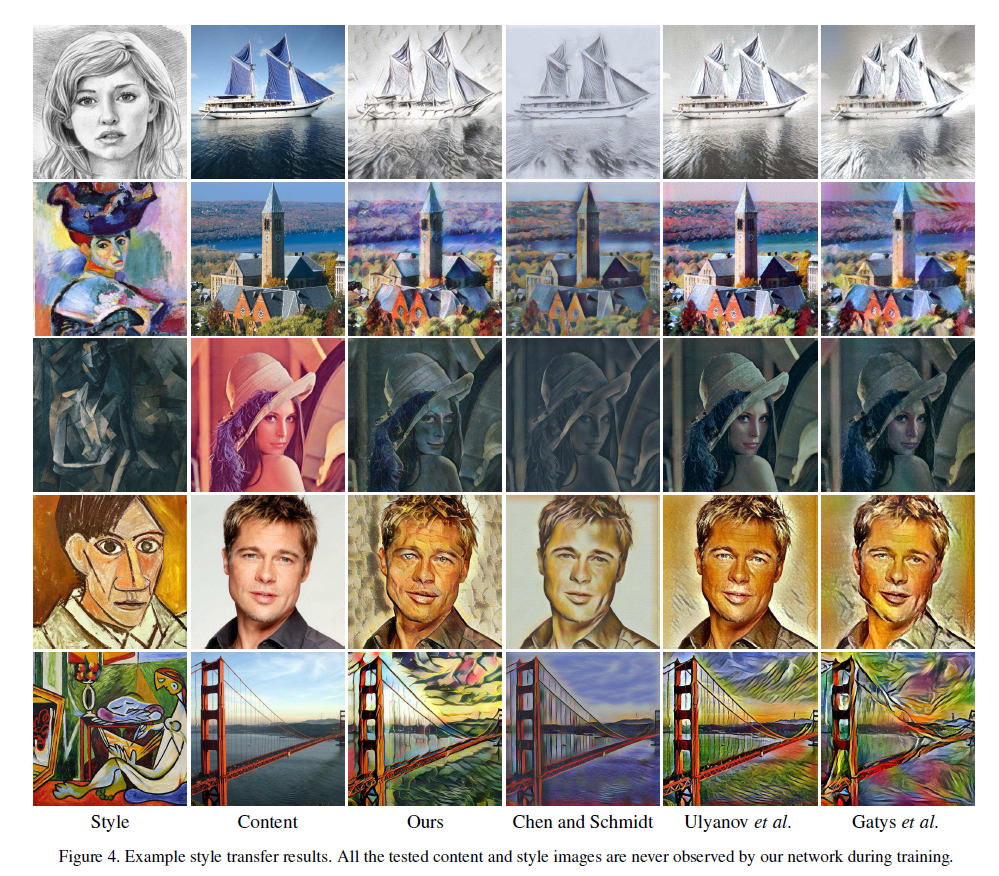 Style Content Ours Chen and Schmidt Ulyanov et al. Gatys et al.
Figure 4. Example style transfer results. All the tested content and style images are never observed by our network during training.